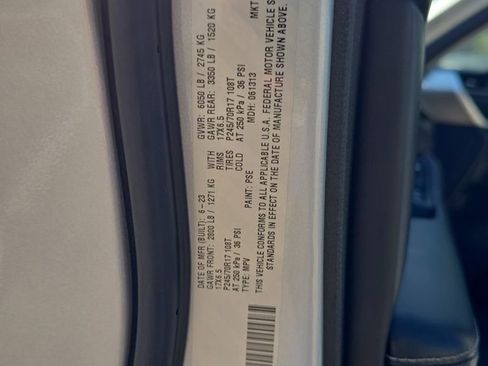 DATE OF MFR (BUILT): 6-23 GVWR: 6050 LB / 2745 KG
GAWR FRONT: 2800 LB / 1271 KG WITH GAWR REAR: 3350 LB / 1520 KG
17X6.5 RIMS 17X6.5
P245/70R17 108T TIRES P245/70R17 108T
AT 250 kPa / 36 PSI COLD AT 250 kPa / 36 PSI
TYPE: MPV PAINT: PSE MDH: 061313 MKT
THIS VEHICLE CONFORMS TO ALL APPLICABLE U.S.A. FEDERAL MOTOR VEHICLE S
STANDARDS IN EFFECT ON THE DATE OF MANUFACTURE SHOWN ABOVE.